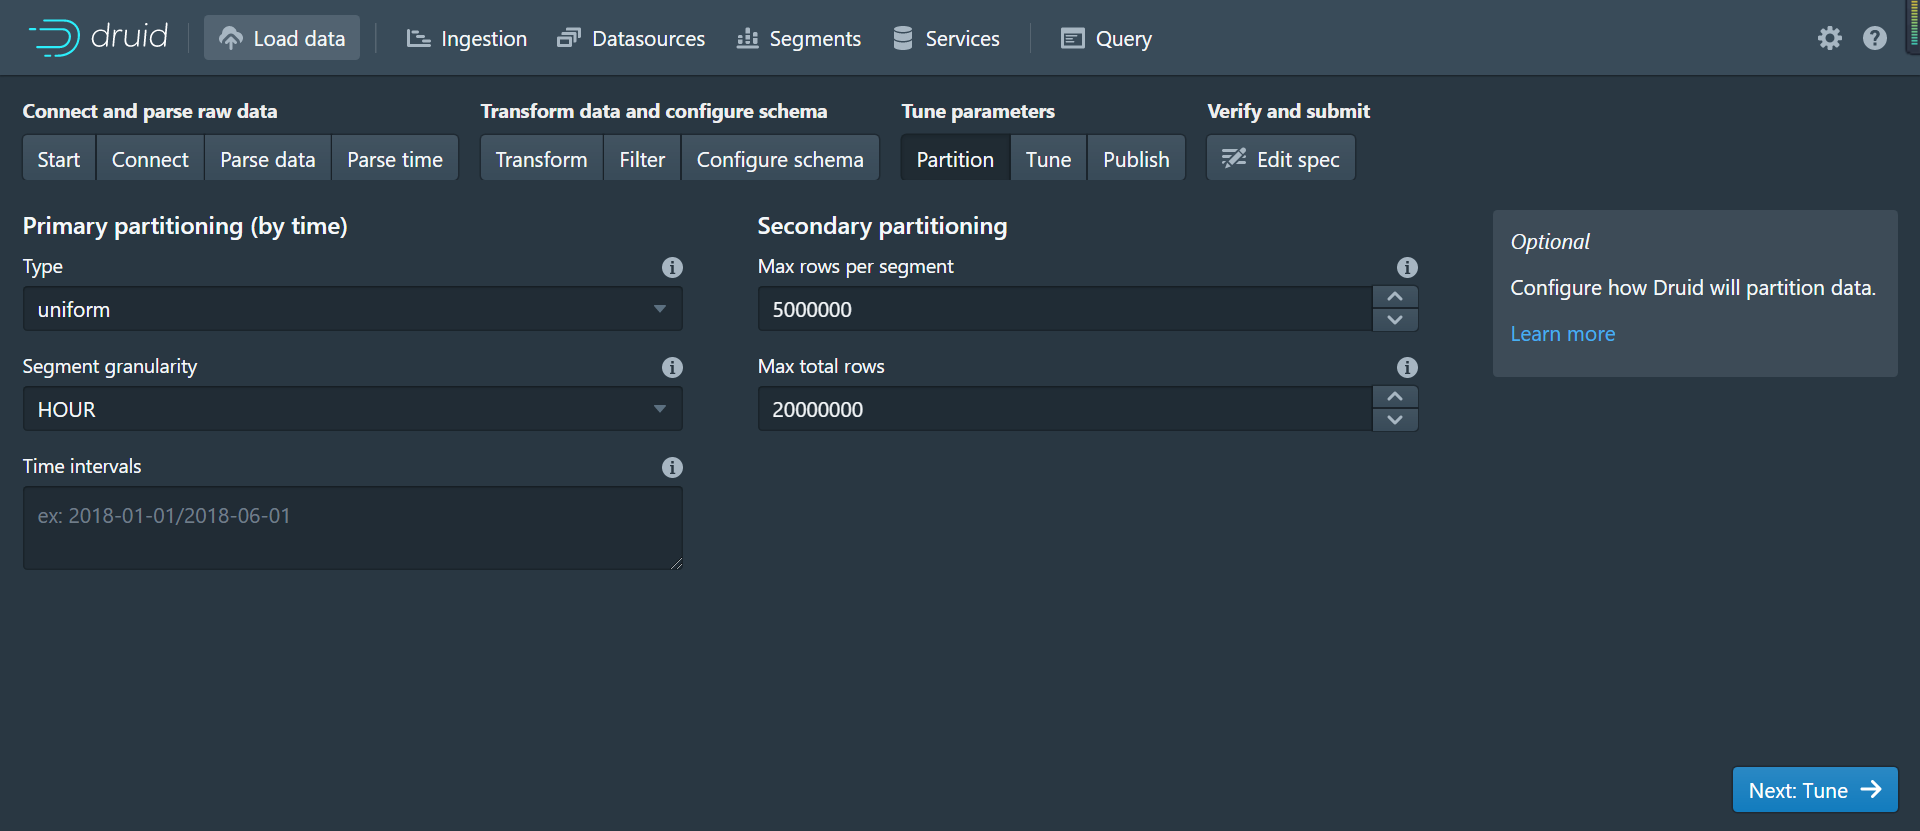 druid
Load data
Ingestion
Datasources
Segments
Services
Query
Connect and parse raw data
Start
Connect
Parse data
Parse time
Transform data and configure schema
Transform
Filter
Configure schema
Tune parameters
Partition
Tune
Publish
Verify and submit
Edit spec
Primary partitioning (by time)
Type
uniform
Segment granularity
HOUR
Time intervals
ex: 2018-01-01/2018-06-01
Secondary partitioning
Max rows per segment
5000000
Max total rows
20000000
Optional
Configure how Druid will partition data.
Learn more
Next: Tune